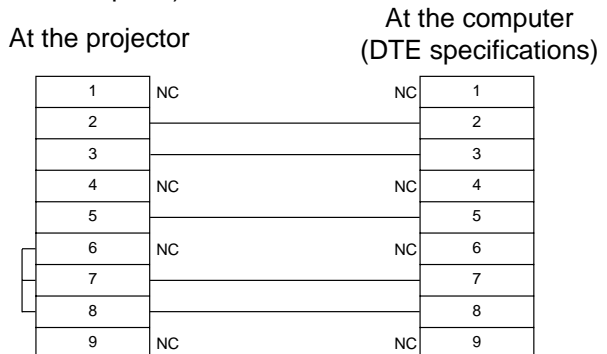 At the projector
At the computer
(DTE specifications)
1 NC NC 1
2 2
3 3
4 NC NC 4
5 5
6 NC NC 6
7 7
8 8
9 NC NC 9